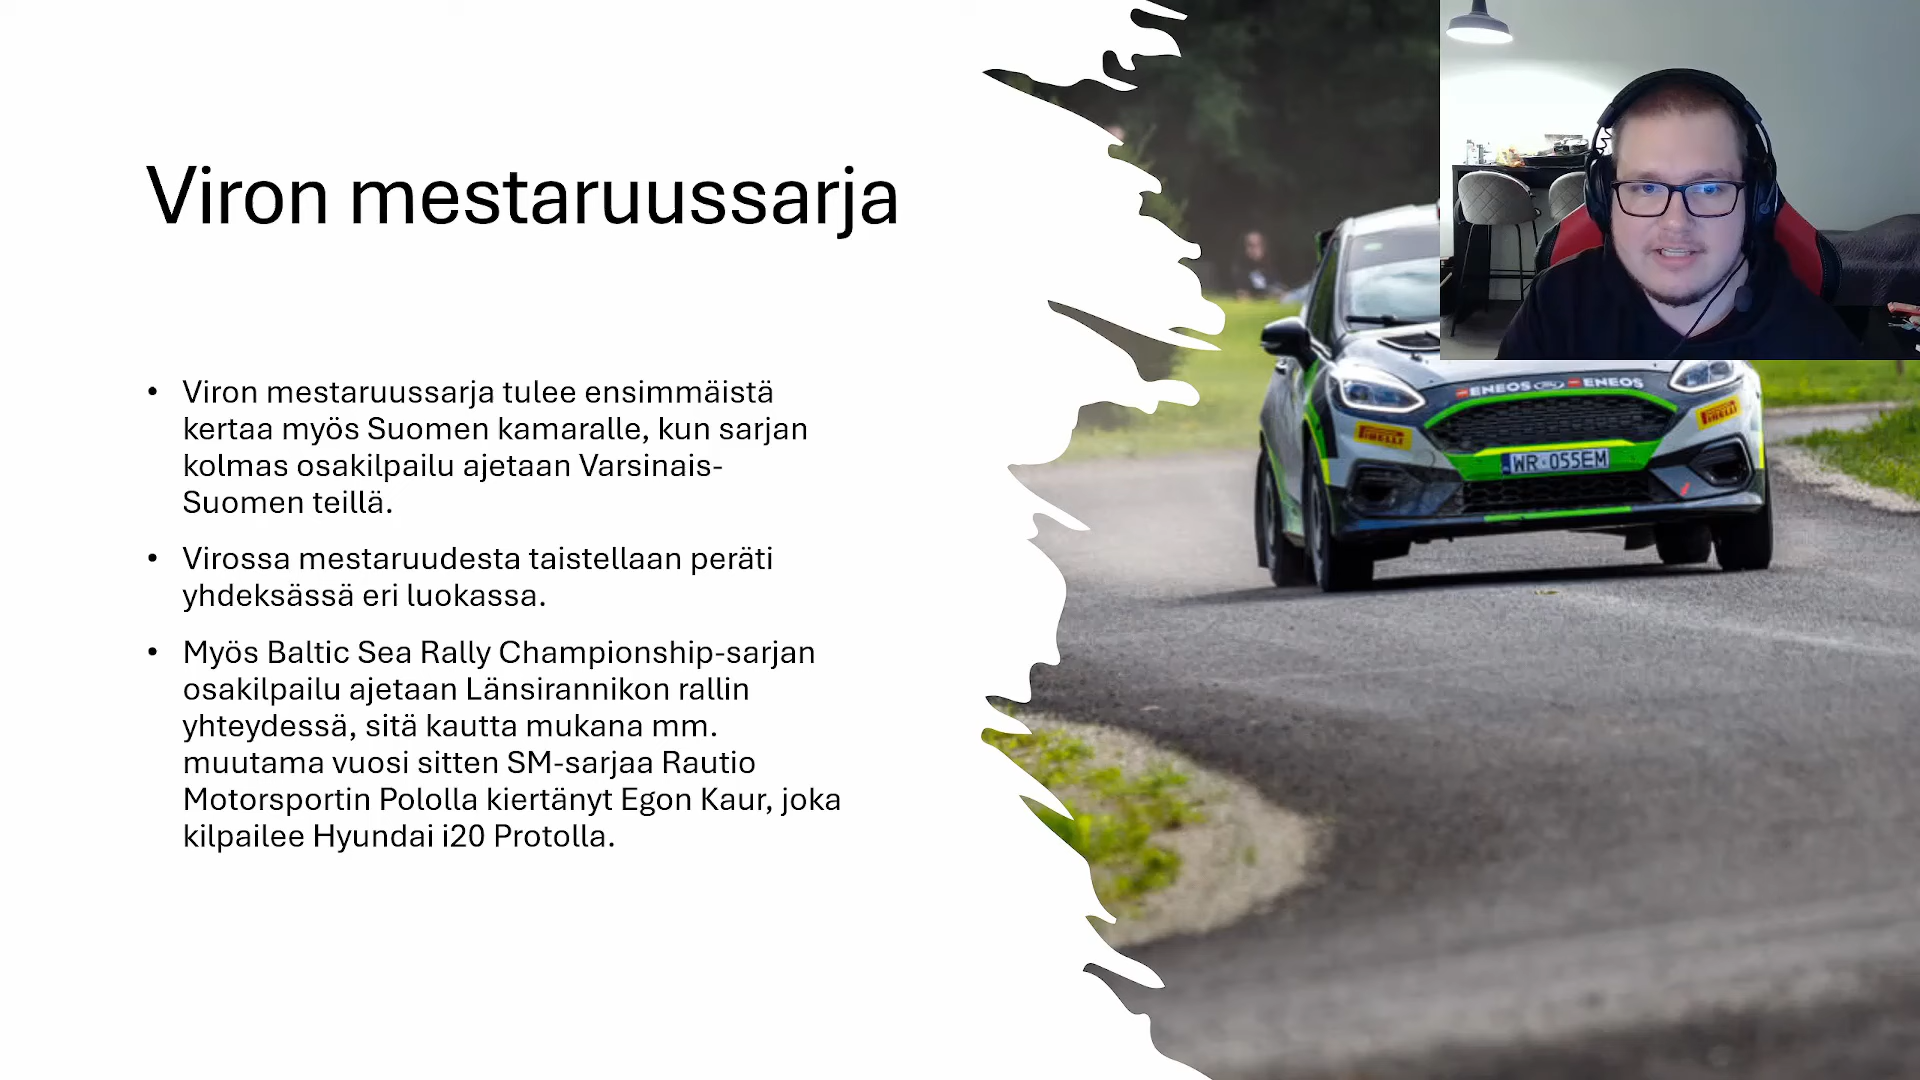 Viron mestaruussarja
• Viron mestaruussarja tulee ensimmäistä
kertaa myös Suomen kamaralle, kun sarjan
kolmas osakilpailu ajetaan Varsinais-
Suomen teillä.
• Virossa mestaruudesta taistellaan peräti
yhdeksässä eri luokassa.
• Myös Baltic Sea Rally Championship-sarjan
osakilpailu ajetaan Länsirannikon rallin
yhteydessä, sitä kautta mukana mm.
muutama vuosi sitten SM-sarjaa Rautio
Motorsportin Pololla kiertänyt Egon Kaur, joka
kilpailee Hyundai i20 Protolla.
ENEOS Ford ENEOS
PIRELLI
PIRELLI
WR 055EM